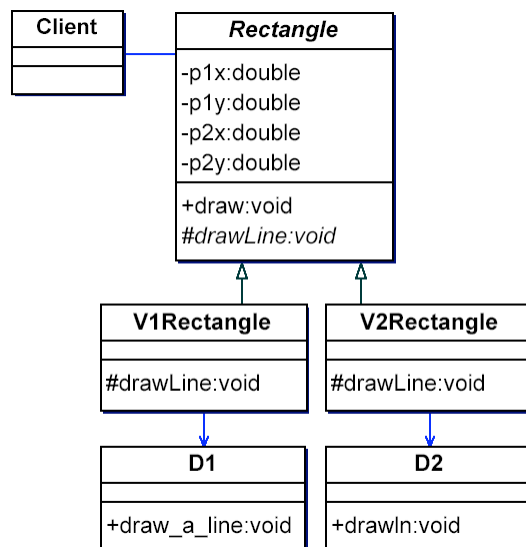 Client
Rectangle
-p1x:double
-p1y:double
-p2x:double
-p2y:double
+draw:void
#drawLine:void
V1Rectangle
#drawLine:void
V2Rectangle
#drawLine:void
D1
+draw_a_line:void
D2
+drawln:void